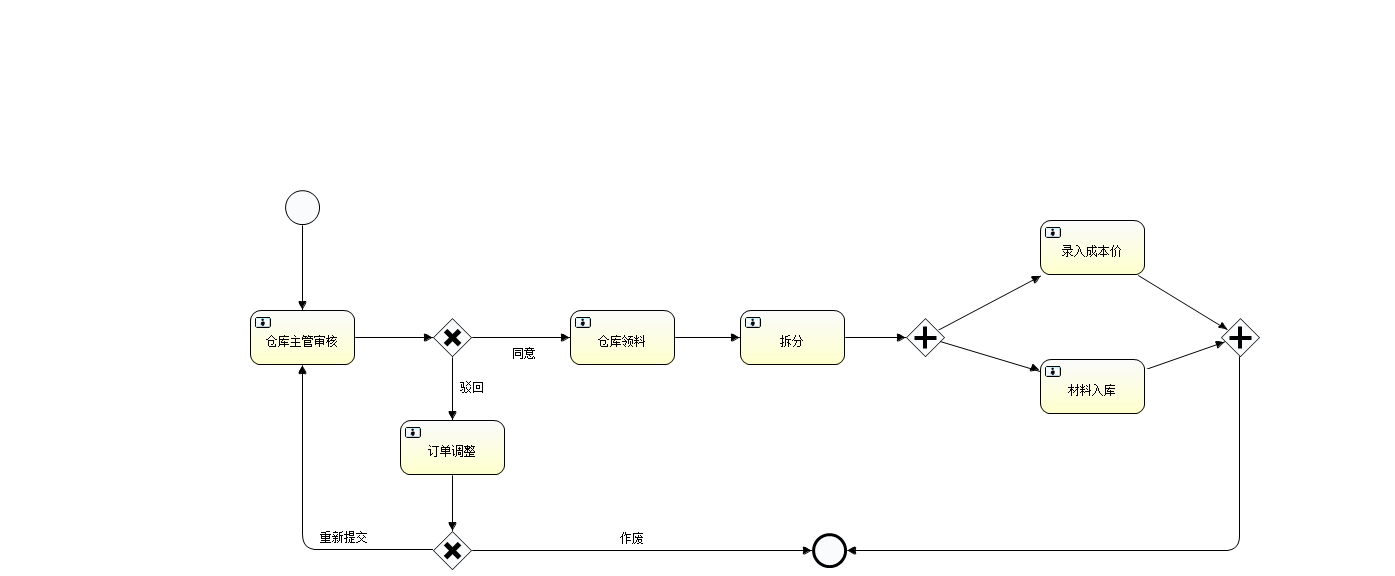 录入成本价
仓库主管审核
同意
仓库领料
拆分
驳回
材料入库
订单调整
重新提交
作废